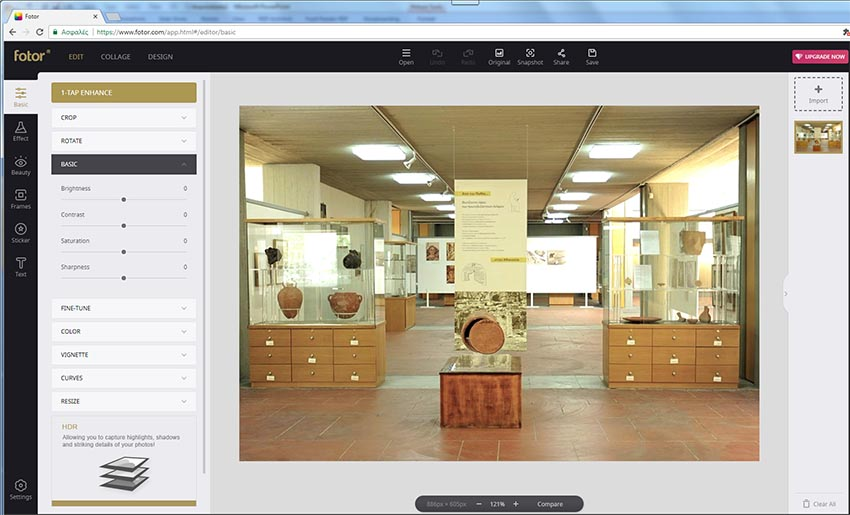 Fotor
Ασφαλές
https://www.fotor.com/app.html#/editor/basic
fotor
EDIT
COLLAGE
DESIGN
Open
Undo
Redo
Original
Snapshot
Share
Save
UPGRADE NOW
Basic
Effect
Beauty
Frames
Sticker
Text
Settings
1-TAP ENHANCE
CROP
ROTATE
BASIC
Brightness 0
Contrast 0
Saturation 0
Sharpness 0
FINE-TUNE
COLOR
VIGNETTE
CURVES
RESIZE
HDR
Allowing you to capture highlights, shadows
and striking details of your photos!
886px × 605px
121%
Compare
Import
Clear All